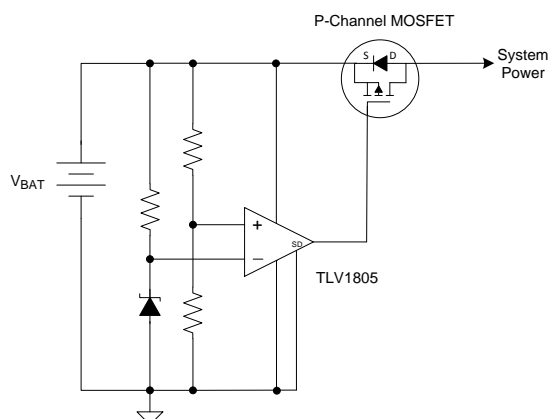 P-Channel MOSFET
S D
System
Power
VBAT
+
SD
−
TLV1805